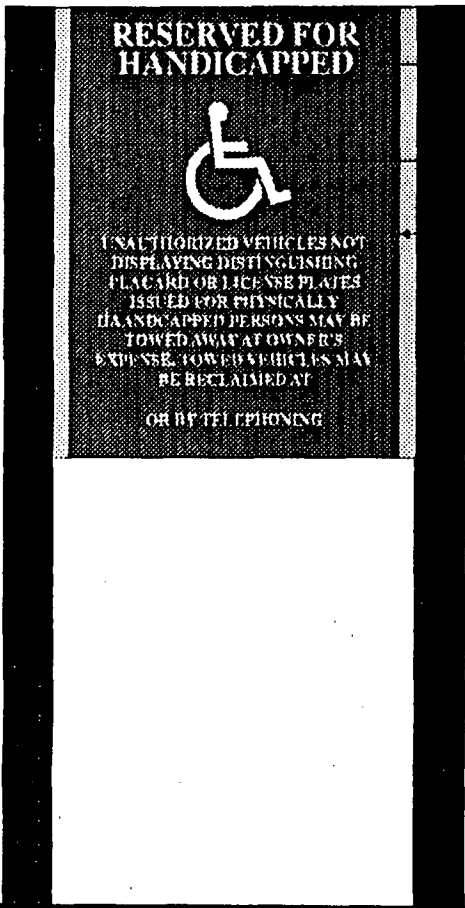 RESERVED FOR
HANDICAPPED
UNAUTHORIZED VEHICLES NOT
DISPLAYING DISTINGUISHING
PLACARD OR LICENSE PLATES
ISSUED FOR PHYSICALLY
HAANDCAPPED PERSONS MAY BE
TOWED AWAY AT OWNER'S
EXPENSE. TOWED VEHICLES MAY
BE RECLAIMED AT
OR BY TELEPHONING